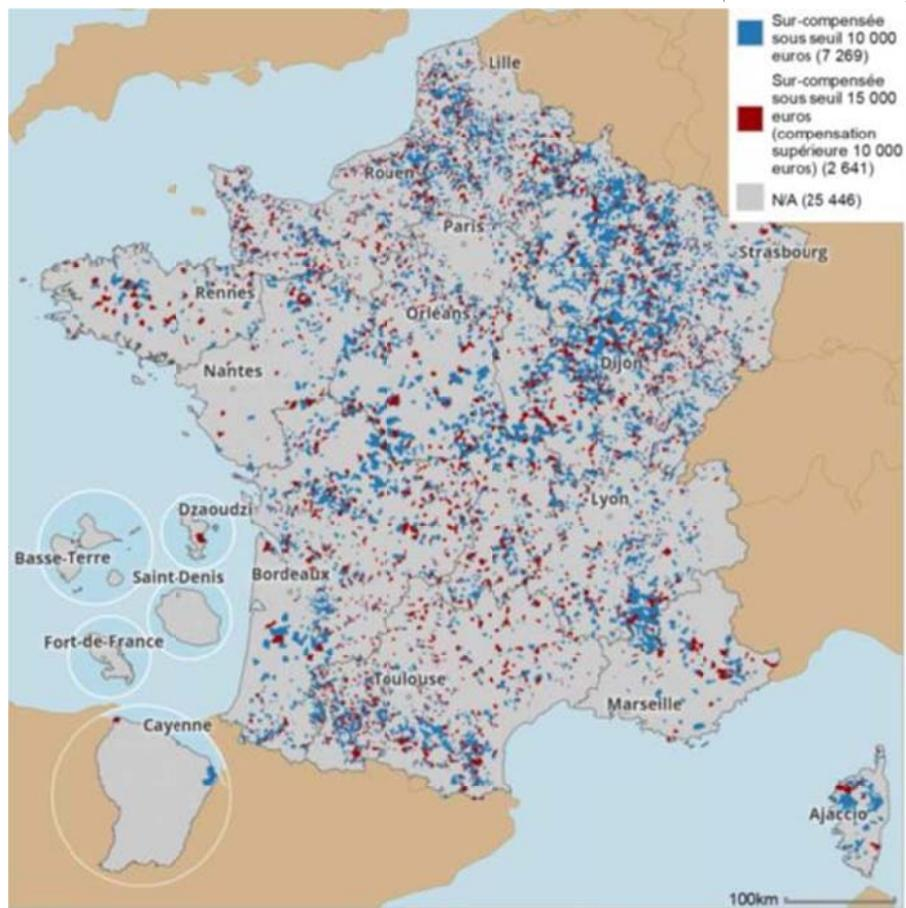 Sur-compensée
sous seuil 10 000
euros (7 269)
Sur-compensée
sous seuil 15 000
euros
(compensation
supérieure 10 000
euros) (2 641)
N/A (25 446)
Lille
Rouen
Paris
Strasbourg
Rennes
Orléans
Nantes
Dijon
Lyon
Dzaoudzi
Basse-Terre
Saint-Denis
Bordeaux
Fort-de-France
Toulouse
Marseille
Cayenne
Ajaccio
100km